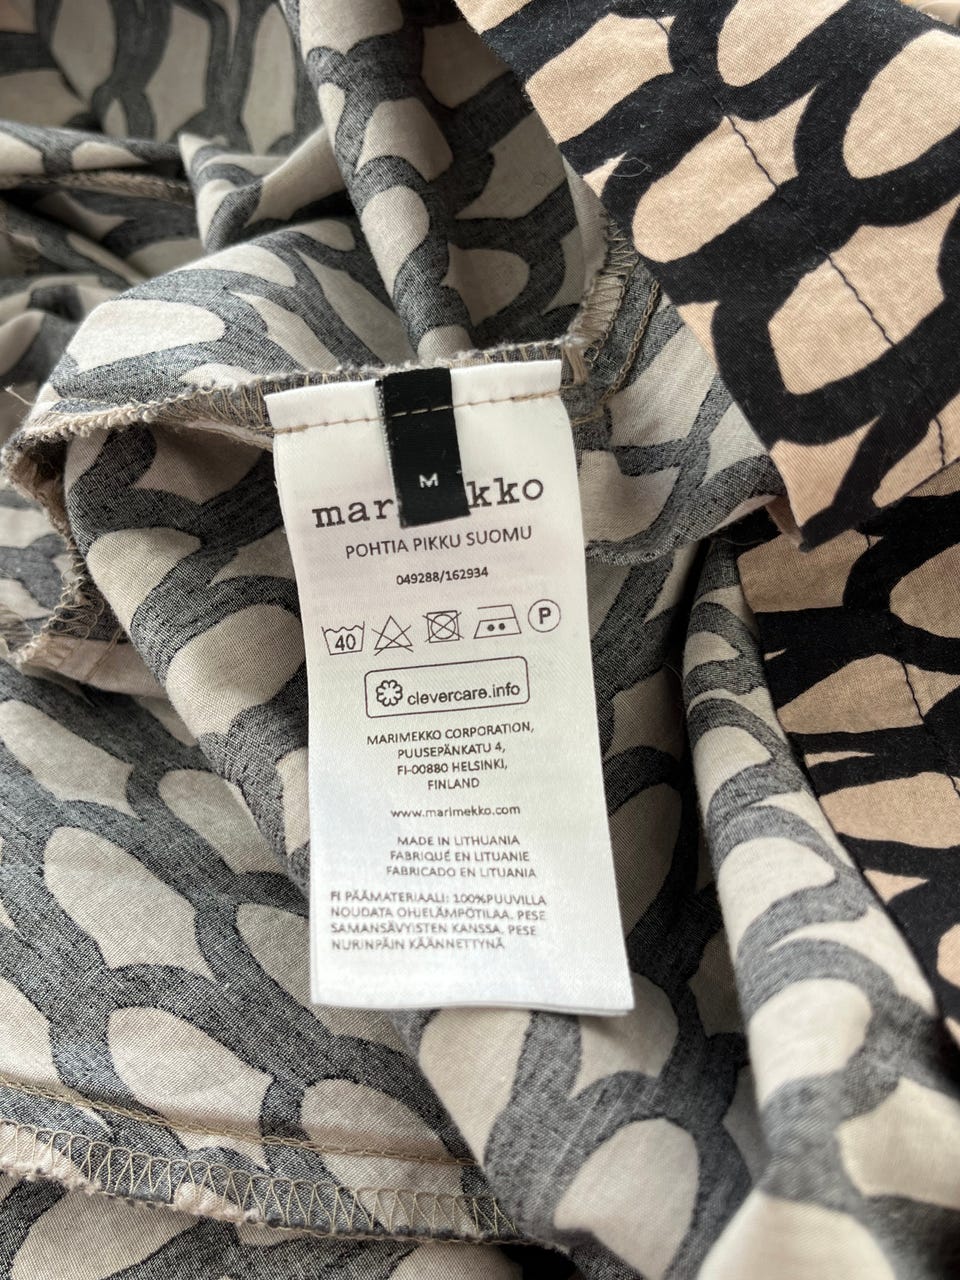 M
mar kko
POHTIA PIKKU SUOMU
049288/162934
40 P
clevercare.info
MARIMEKKO CORPORATION,
PUUSEPÄNKATU 4,
FI-00880 HELSINKI,
FINLAND
www.marimekko.com
MADE IN LITHUANIA
FABRIQUÉ EN LITUANIE
FABRICADO EN LITUANIA
FI PÄÄMATERIAALI: 100%PUUVILLA
NOUDATA OHJELÄMPÖTILAA. PESE
SAMANSÄVYISTEN KANSSA. PESE
NURINPÄIN KÄÄNNETTYNÄ